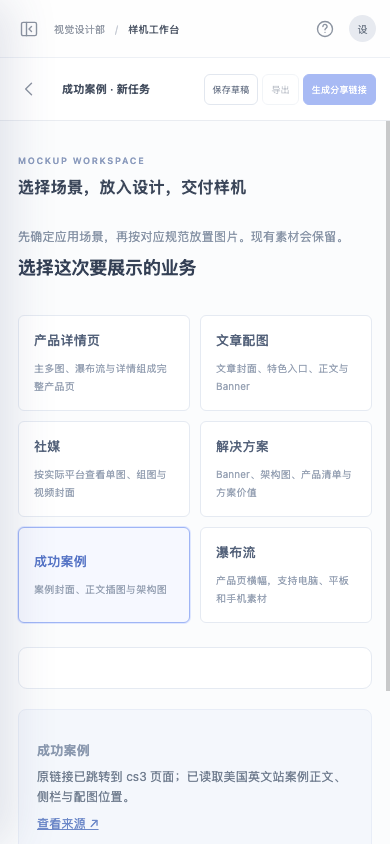 视觉设计部 / 样机工作台
设
成功案例 · 新任务
保存草稿
导出
生成分享链接
MOCKUP WORKSPACE
选择场景，放入设计，交付样机
先确定应用场景，再按对应规范放置图片。现有素材会保留。
选择这次要展示的业务
产品详情页
主多图、瀑布流与详情组成完
整产品页
文章配图
文章封面、特色入口、正文与
Banner
社媒
按实际平台查看单图、组图与
视频封面
解决方案
Banner、架构图、产品清单与
方案价值
成功案例
案例封面、正文插图与架构图
瀑布流
产品页横幅，支持电脑、平板
和手机素材
成功案例
原链接已跳转到 cs3 页面；已读取美国英文站案例正文、
侧栏与配图位置。
查看来源 ↗